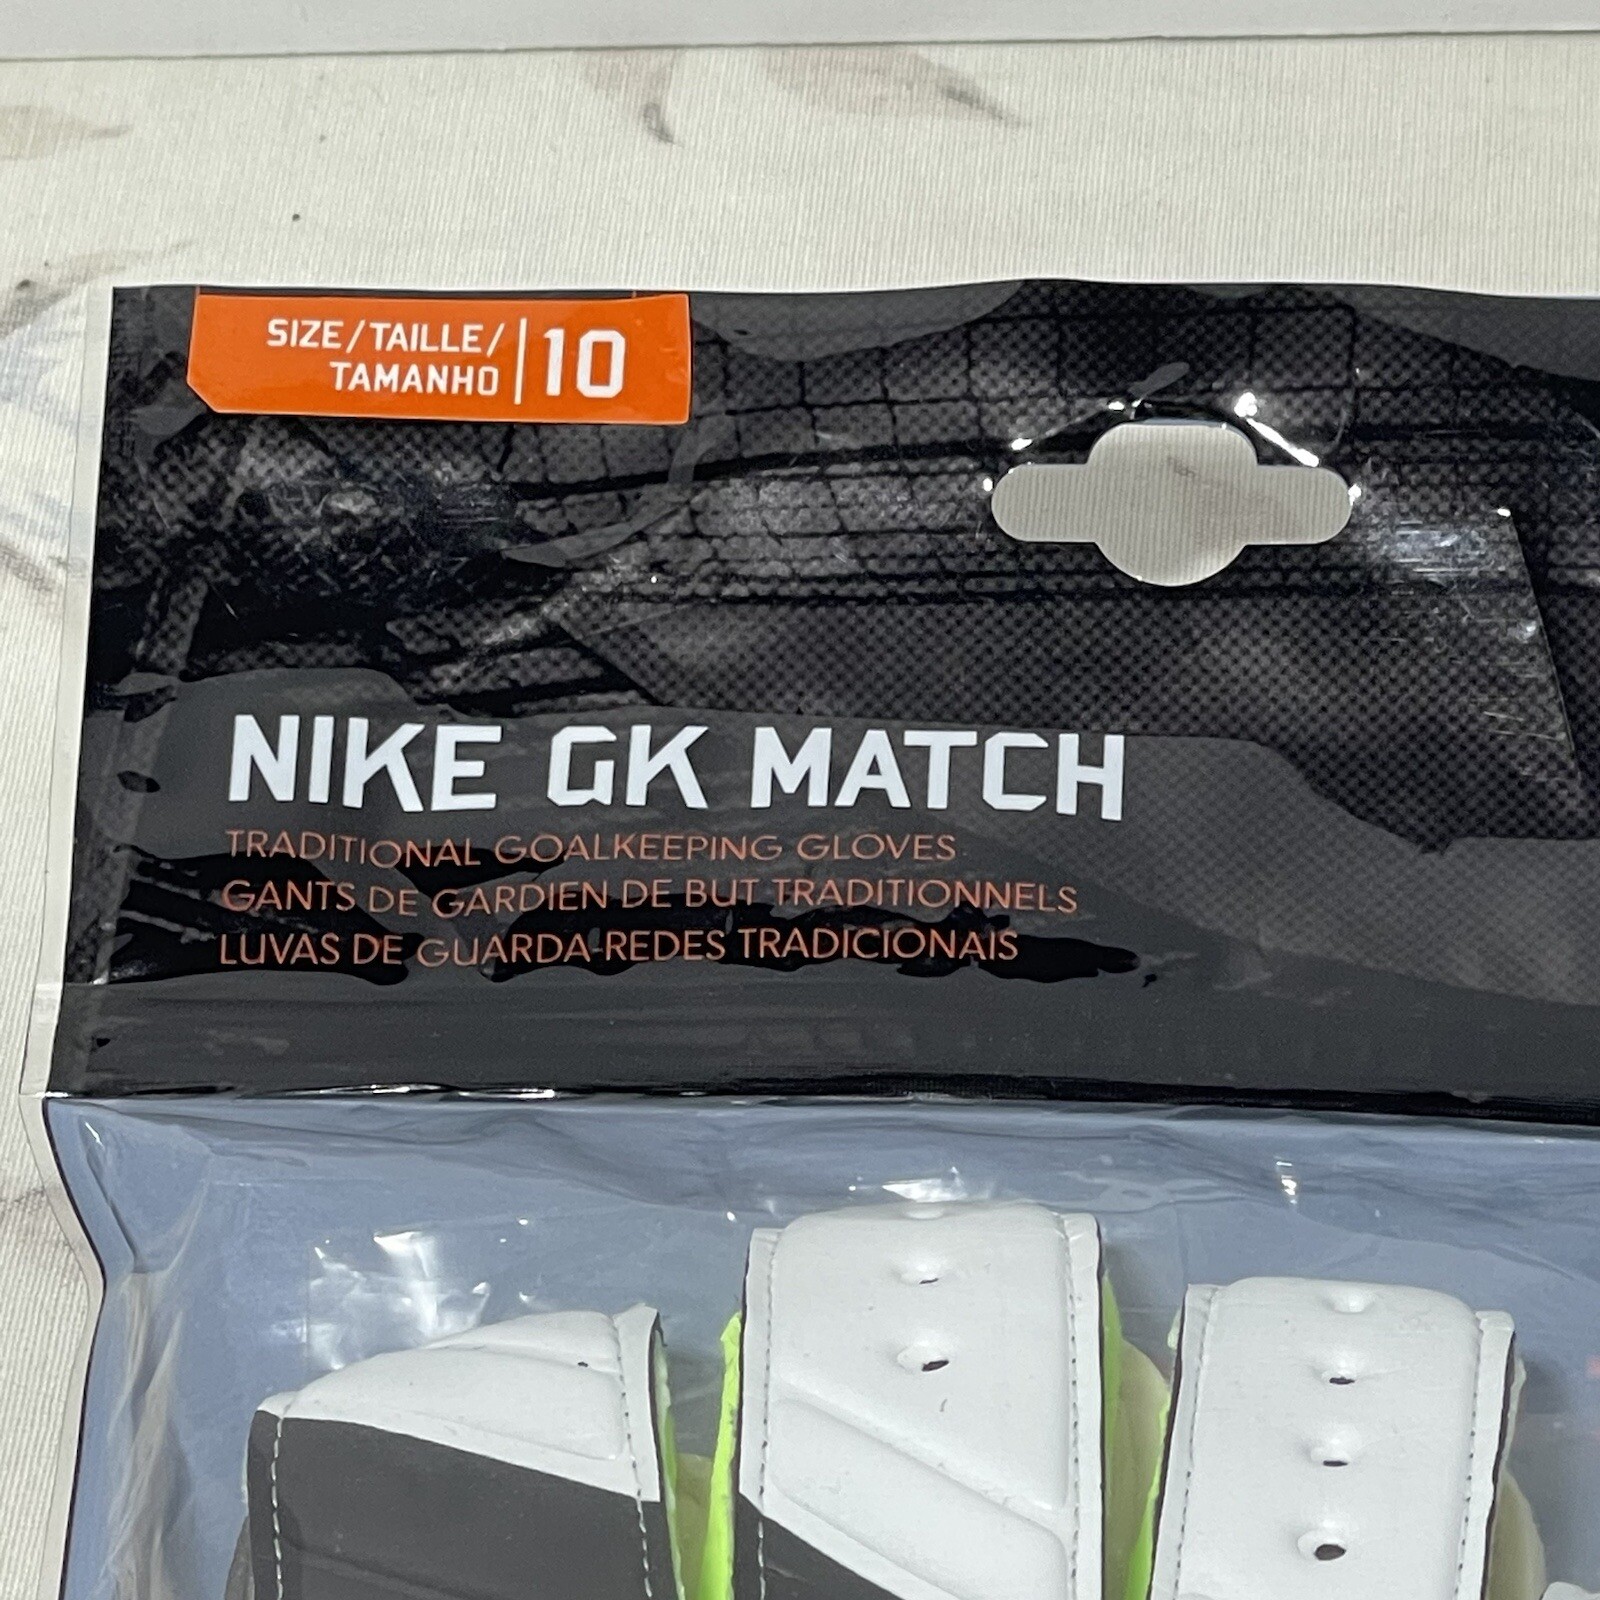 SIZE/TAILLE/
TAMANHO | 10
NIKE GK MATCH
TRADITIONAL GOALKEEPING GLOVES
GANTS DE GARDIEN DE BUT TRADITIONNELS
LUVAS DE GUARDA-REDES TRADICIONAIS